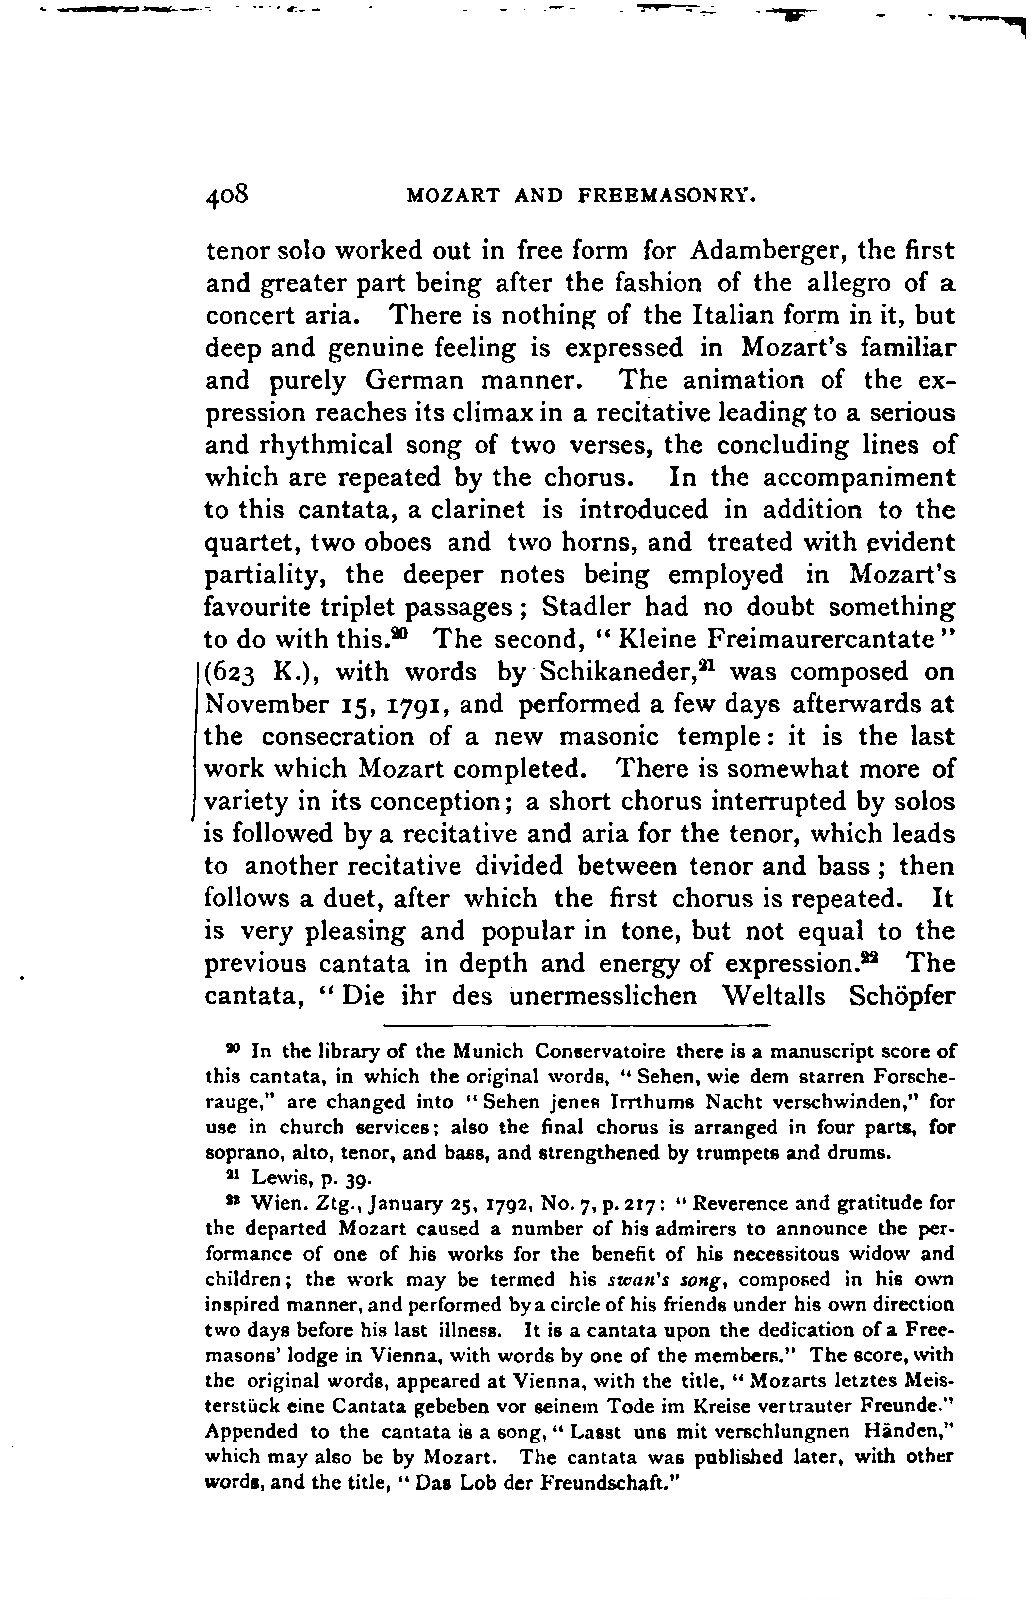 408 MOZART AND FREEMASONRY.
tenor solo worked out in free form for Adamberger, the first
and greater part being after the fashion of the allegro of a
concert aria. There is nothing of the Italian form in it, but
deep and genuine feeling is expressed in Mozart's familiar
and purely German manner. The animation of the ex-
pression reaches its climax in a recitative leading to a serious
and rhythmical song of two verses, the concluding lines of
which are repeated by the chorus. In the accompaniment
to this cantata, a clarinet is introduced in addition to the
quartet, two oboes and two horns, and treated with evident
partiality, the deeper notes being employed in Mozart's
favourite triplet passages; Stadler had no doubt something
to do with this.²⁰ The second, "Kleine Freimaurercantate"
(623 K.), with words by Schikaneder,²¹ was composed on
November 15, 1791, and performed a few days afterwards at
the consecration of a new masonic temple: it is the last
work which Mozart completed. There is somewhat more of
variety in its conception; a short chorus interrupted by solos
is followed by a recitative and aria for the tenor, which leads
to another recitative divided between tenor and bass; then
follows a duet, after which the first chorus is repeated. It
is very pleasing and popular in tone, but not equal to the
previous cantata in depth and energy of expression.²² The
cantata, "Die ihr des unermesslichen Weltalls Schöpfer
²⁰ In the library of the Munich Conservatoire there is a manuscript score of
this cantata, in which the original words, "Sehen, wie dem starren Forsche-
rauge," are changed into "Sehen jenes Irrthums Nacht verschwinden," for
use in church services; also the final chorus is arranged in four parts, for
soprano, alto, tenor, and bass, and strengthened by trumpets and drums.
²¹ Lewis, p. 39.
²² Wien. Ztg., January 25, 1792, No. 7, p. 217: "Reverence and gratitude for
the departed Mozart caused a number of his admirers to announce the per-
formance of one of his works for the benefit of his necessitous widow and
children; the work may be termed his swan's song, composed in his own
inspired manner, and performed by a circle of his friends under his own direction
two days before his last illness. It is a cantata upon the dedication of a Free-
masons' lodge in Vienna, with words by one of the members." The score, with
the original words, appeared at Vienna, with the title, "Mozarts letztes Meis-
terstück eine Cantata gebeben vor seinem Tode im Kreise vertrauter Freunde."
Appended to the cantata is a song, "Lasst uns mit verschlungnen Händen,"
which may also be by Mozart. The cantata was published later, with other
words, and the title, "Das Lob der Freundschaft."